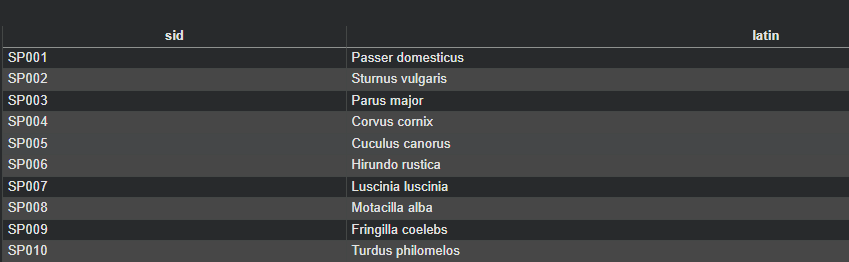 sid latin
SP001 Passer domesticus
SP002 Sturnus vulgaris
SP003 Parus major
SP004 Corvus cornix
SP005 Cuculus canorus
SP006 Hirundo rustica
SP007 Luscinia luscinia
SP008 Motacilla alba
SP009 Fringilla coelebs
SP010 Turdus philomelos